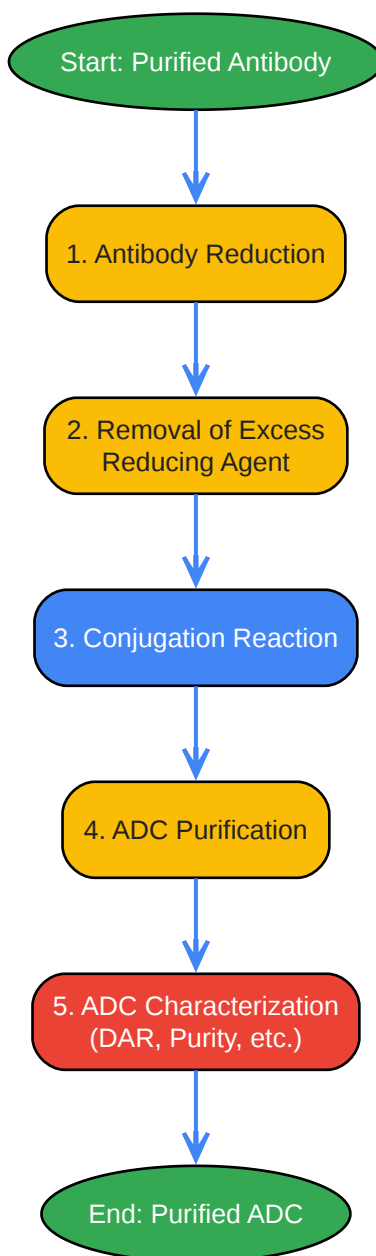 Start: Purified Antibody
1. Antibody Reduction
2. Removal of Excess
Reducing Agent
3. Conjugation Reaction
4. ADC Purification
5. ADC Characterization
(DAR, Purity, etc.)
End: Purified ADC